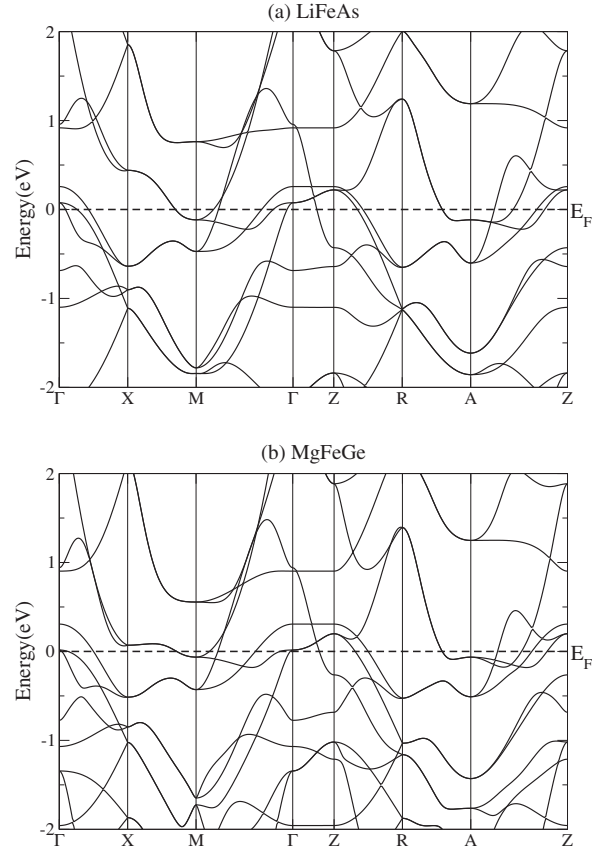 (a) LiFeAs
2
1
0
-1
-2
Energy(eV)
E_F
Γ X M Γ Z R A Z
(b) MgFeGe
2
1
0
-1
-2
Energy(eV)
E_F
Γ X M Γ Z R A Z